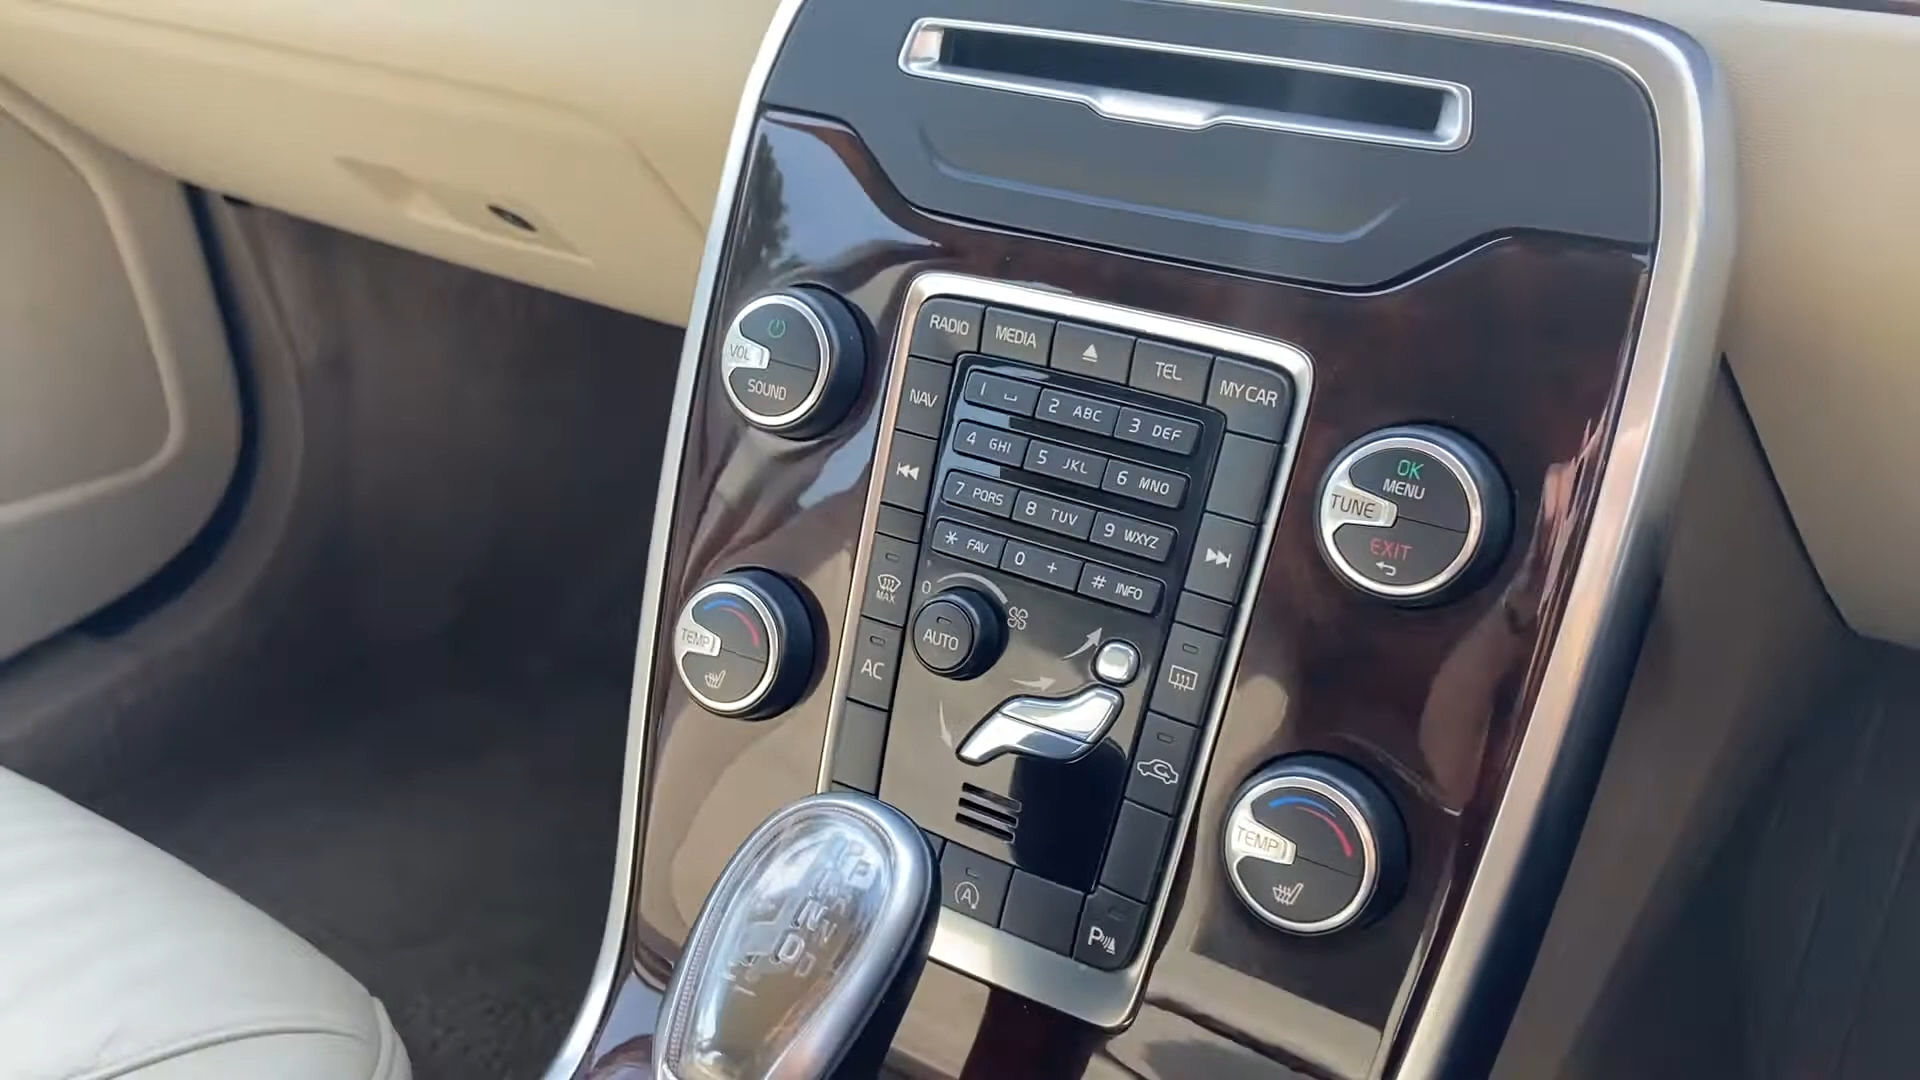 RADIO MEDIA TEL MY CAR
VOL
SOUND
NAV
1 2 ABC 3 DEF
4 GHI 5 JKL 6 MNO
7 PQRS 8 TUV 9 WXYZ
* FAV 0 + # INFO
OK
MENU
TUNE
EXIT
MAX
0
AUTO
TEMP
AC
TEMP
A
P